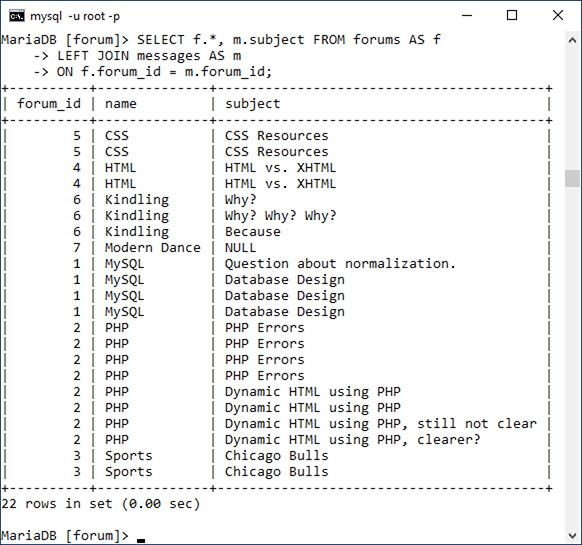 mysql -u root -p
MariaDB [forum]> SELECT f.*, m.subject FROM forums AS f
    -> LEFT JOIN messages AS m
    -> ON f.forum_id = m.forum_id;
+----------+--------------+---------------------------------------+
| forum_id | name         | subject                               |
+----------+--------------+---------------------------------------+
|        5 | CSS          | CSS Resources                         |
|        5 | CSS          | CSS Resources                         |
|        4 | HTML         | HTML vs. XHTML                        |
|        4 | HTML         | HTML vs. XHTML                        |
|        6 | Kindling     | Why?                                  |
|        6 | Kindling     | Why? Why? Why?                        |
|        6 | Kindling     | Because                               |
|        7 | Modern Dance | NULL                                  |
|        1 | MySQL        | Question about normalization.         |
|        1 | MySQL        | Database Design                       |
|        1 | MySQL        | Database Design                       |
|        1 | MySQL        | Database Design                       |
|        2 | PHP          | PHP Errors                            |
|        2 | PHP          | PHP Errors                            |
|        2 | PHP          | PHP Errors                            |
|        2 | PHP          | PHP Errors                            |
|        2 | PHP          | Dynamic HTML using PHP                |
|        2 | PHP          | Dynamic HTML using PHP                |
|        2 | PHP          | Dynamic HTML using PHP, still not clear |
|        2 | PHP          | Dynamic HTML using PHP, clearer?      |
|        3 | Sports       | Chicago Bulls                         |
|        3 | Sports       | Chicago Bulls                         |
+----------+--------------+---------------------------------------+
22 rows in set (0.00 sec)
MariaDB [forum]>